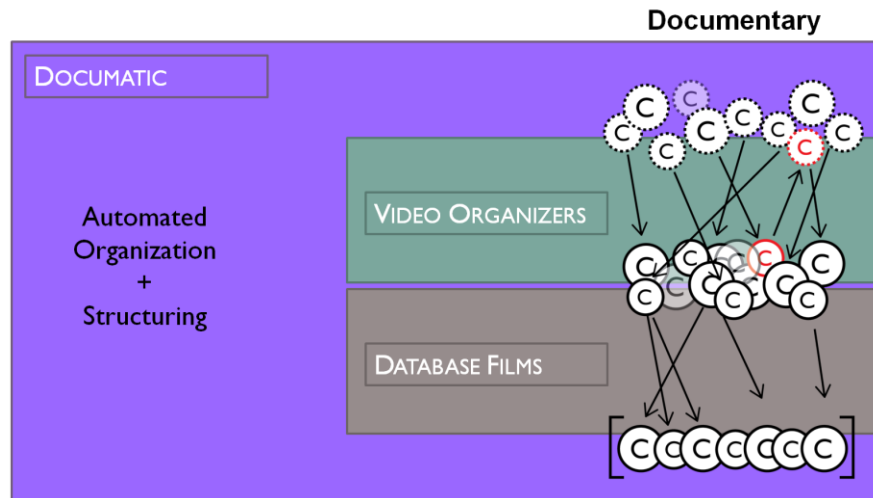 Documentary
DOCUMATIC
C C C C
C C C C C C
VIDEO ORGANIZERS
Automated
Organization
+
Structuring
C C C C C C
C C C C
C C C
DATABASE FILMS
[C C C C C C C]